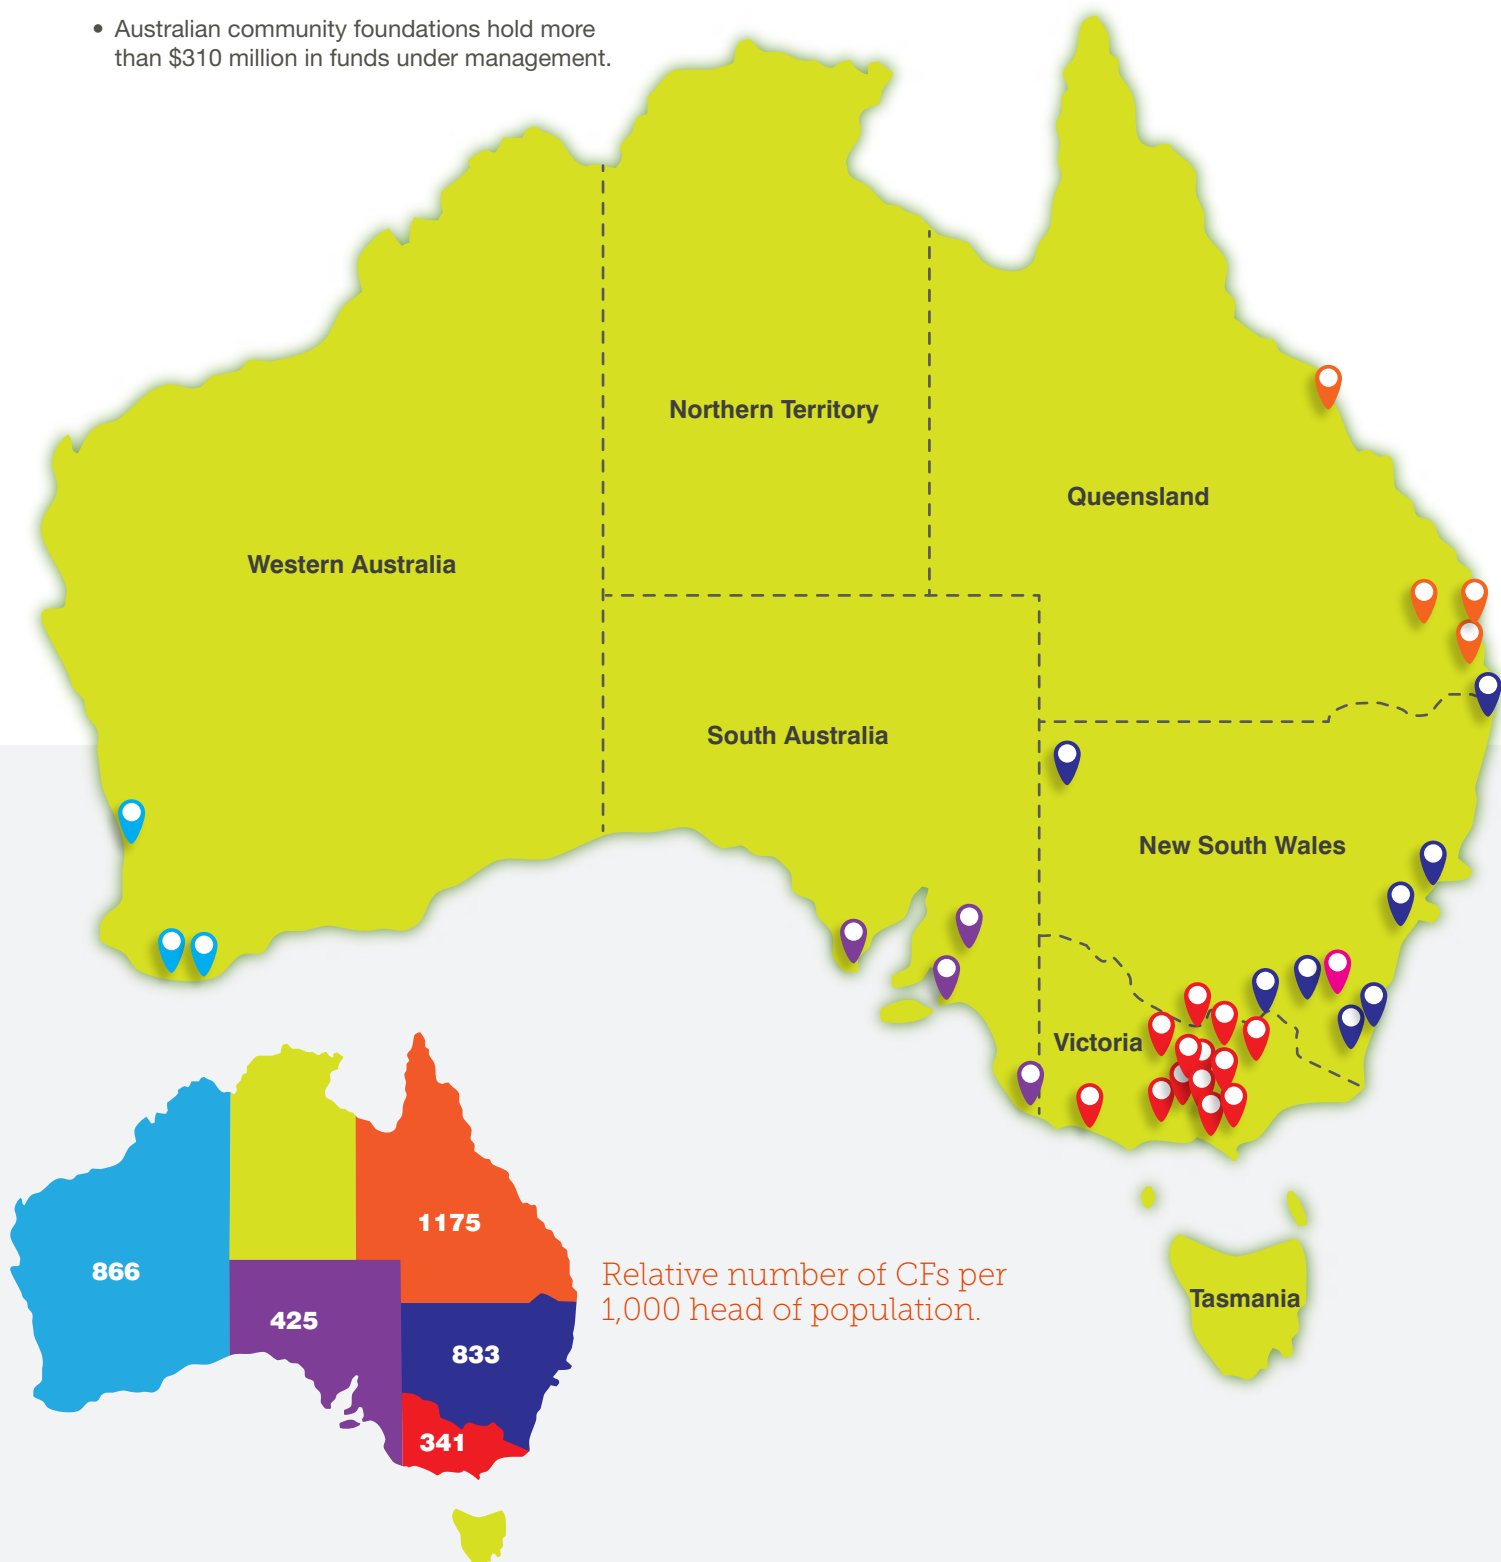 • Australian community foundations hold more
than $310 million in funds under management.
Northern Territory
Queensland
Western Australia
South Australia
New South Wales
Victoria
Tasmania
1175
866
425
833
341
Relative number of CFs per
1,000 head of population.